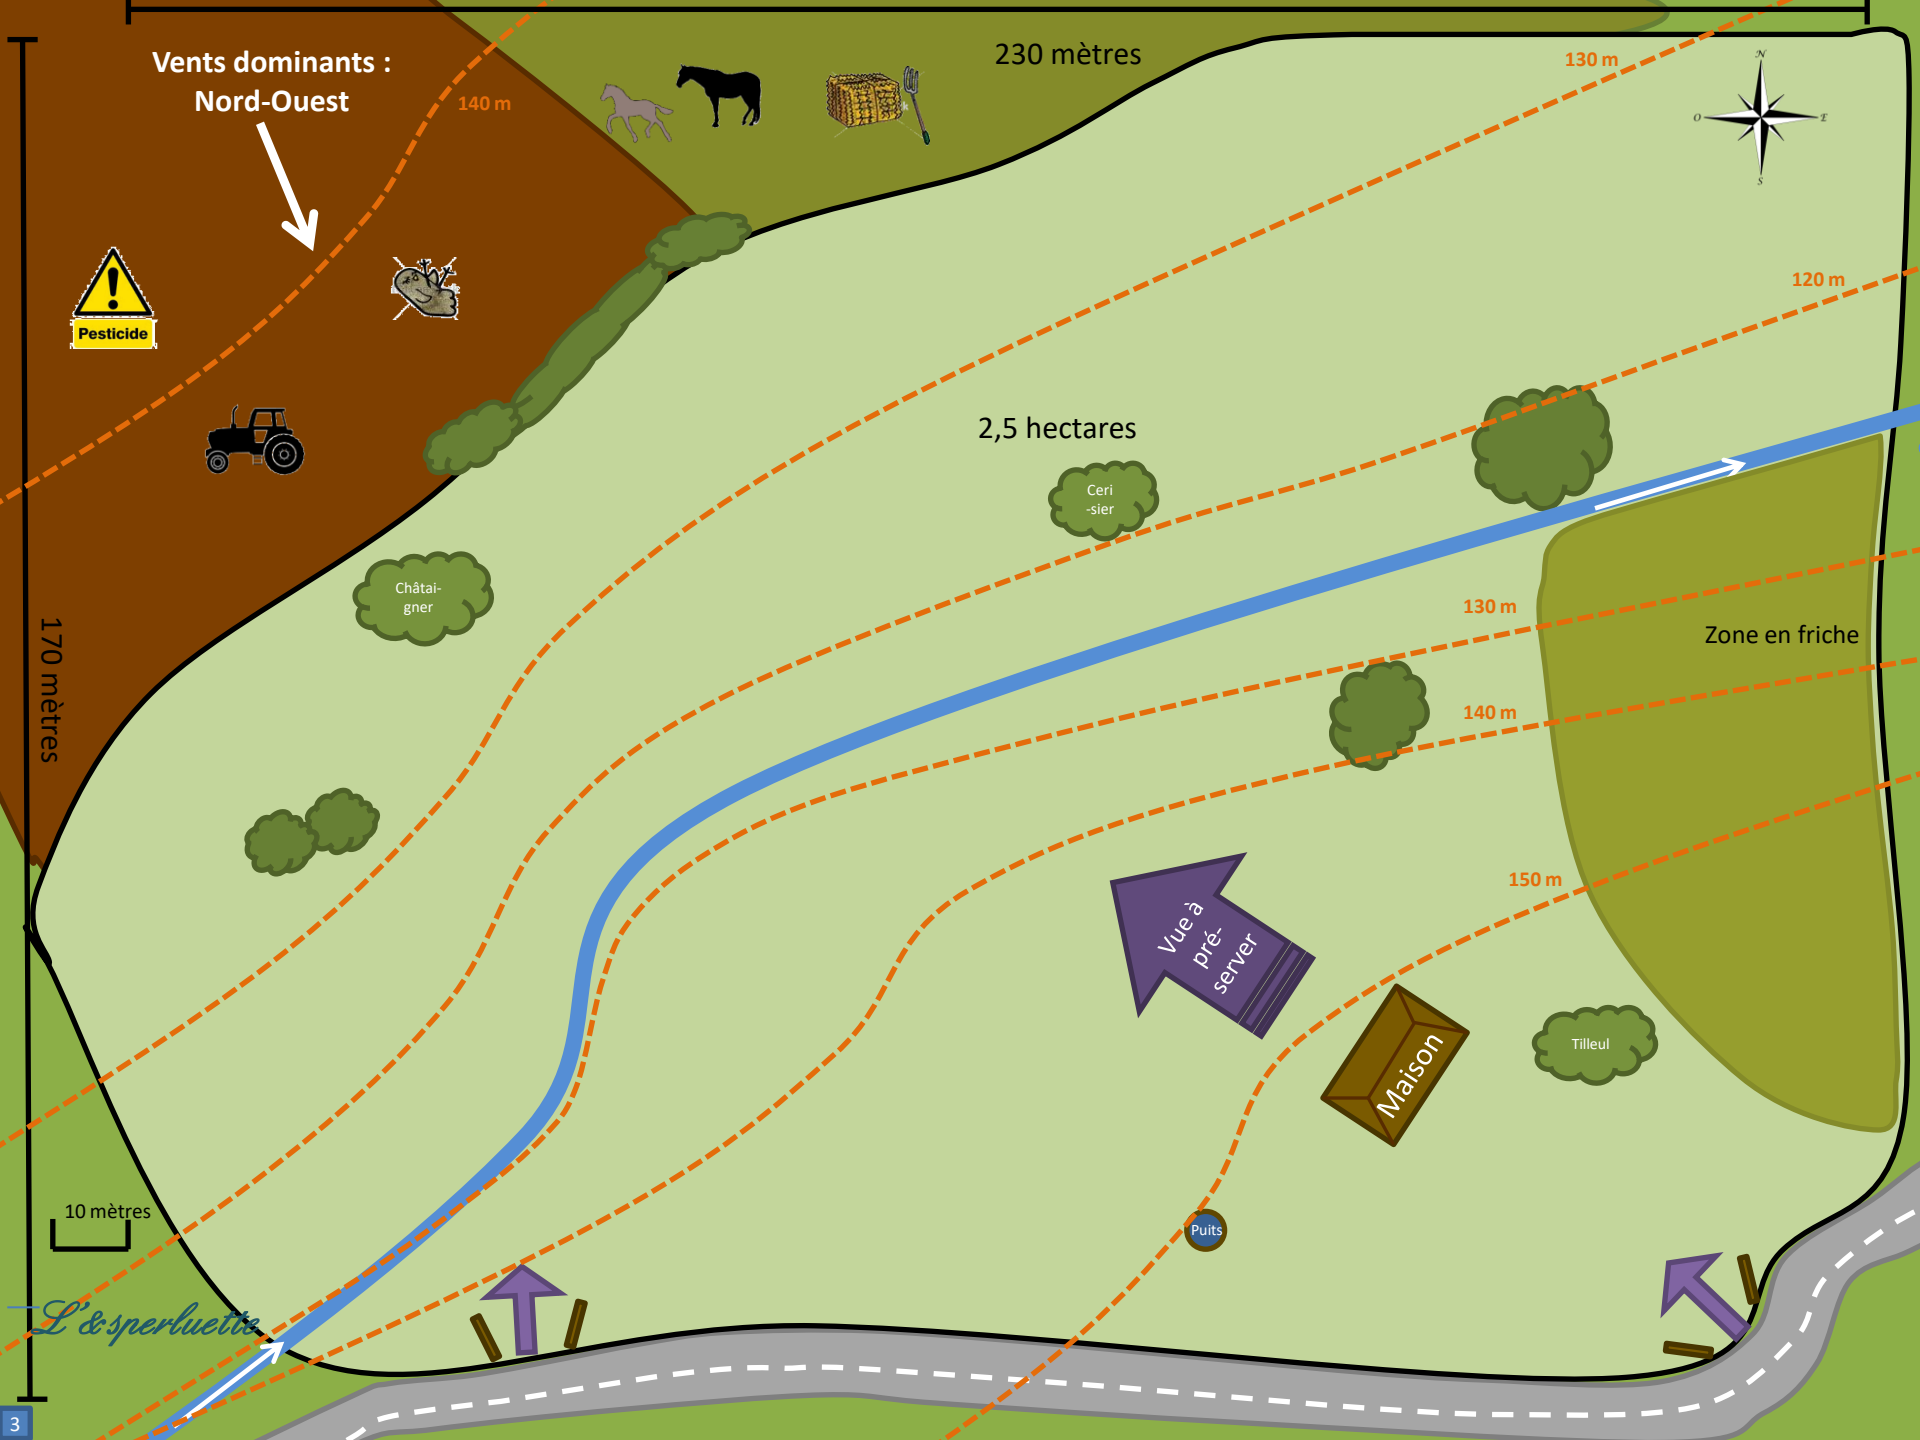 230 mètres
Vents dominants :
Nord-Ouest
140 m
130 m
N
O
E
S
Pesticide
120 m
2,5 hectares
Ceri
-sier
Châtai-
gner
130 m
Zone en friche
170 mètres
140 m
150 m
Vue à
pré-
server
Maison
Tilleul
10 mètres
Puits
L'&sperluette
3